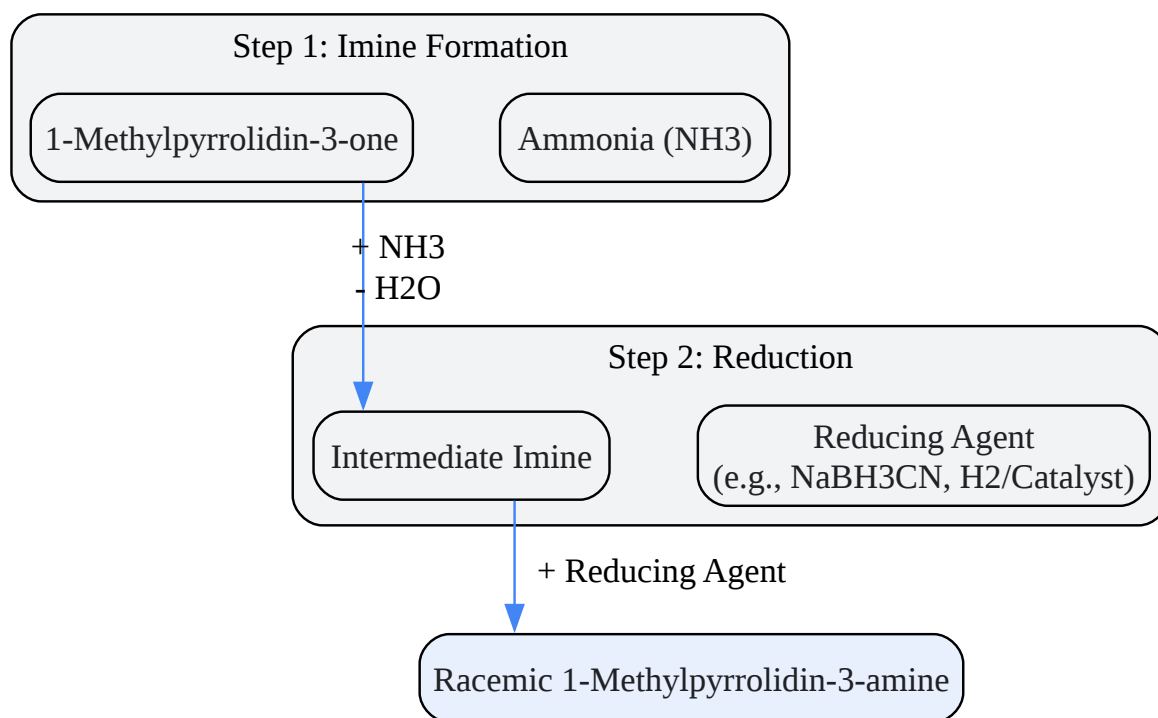 Step 1: Imine Formation
1-Methylpyrrolidin-3-one
Ammonia (NH3)
+ NH3
- H2O
Step 2: Reduction
Intermediate Imine
Reducing Agent
(e.g., NaBH3CN, H2/Catalyst)
+ Reducing Agent
Racemic 1-Methylpyrrolidin-3-amine